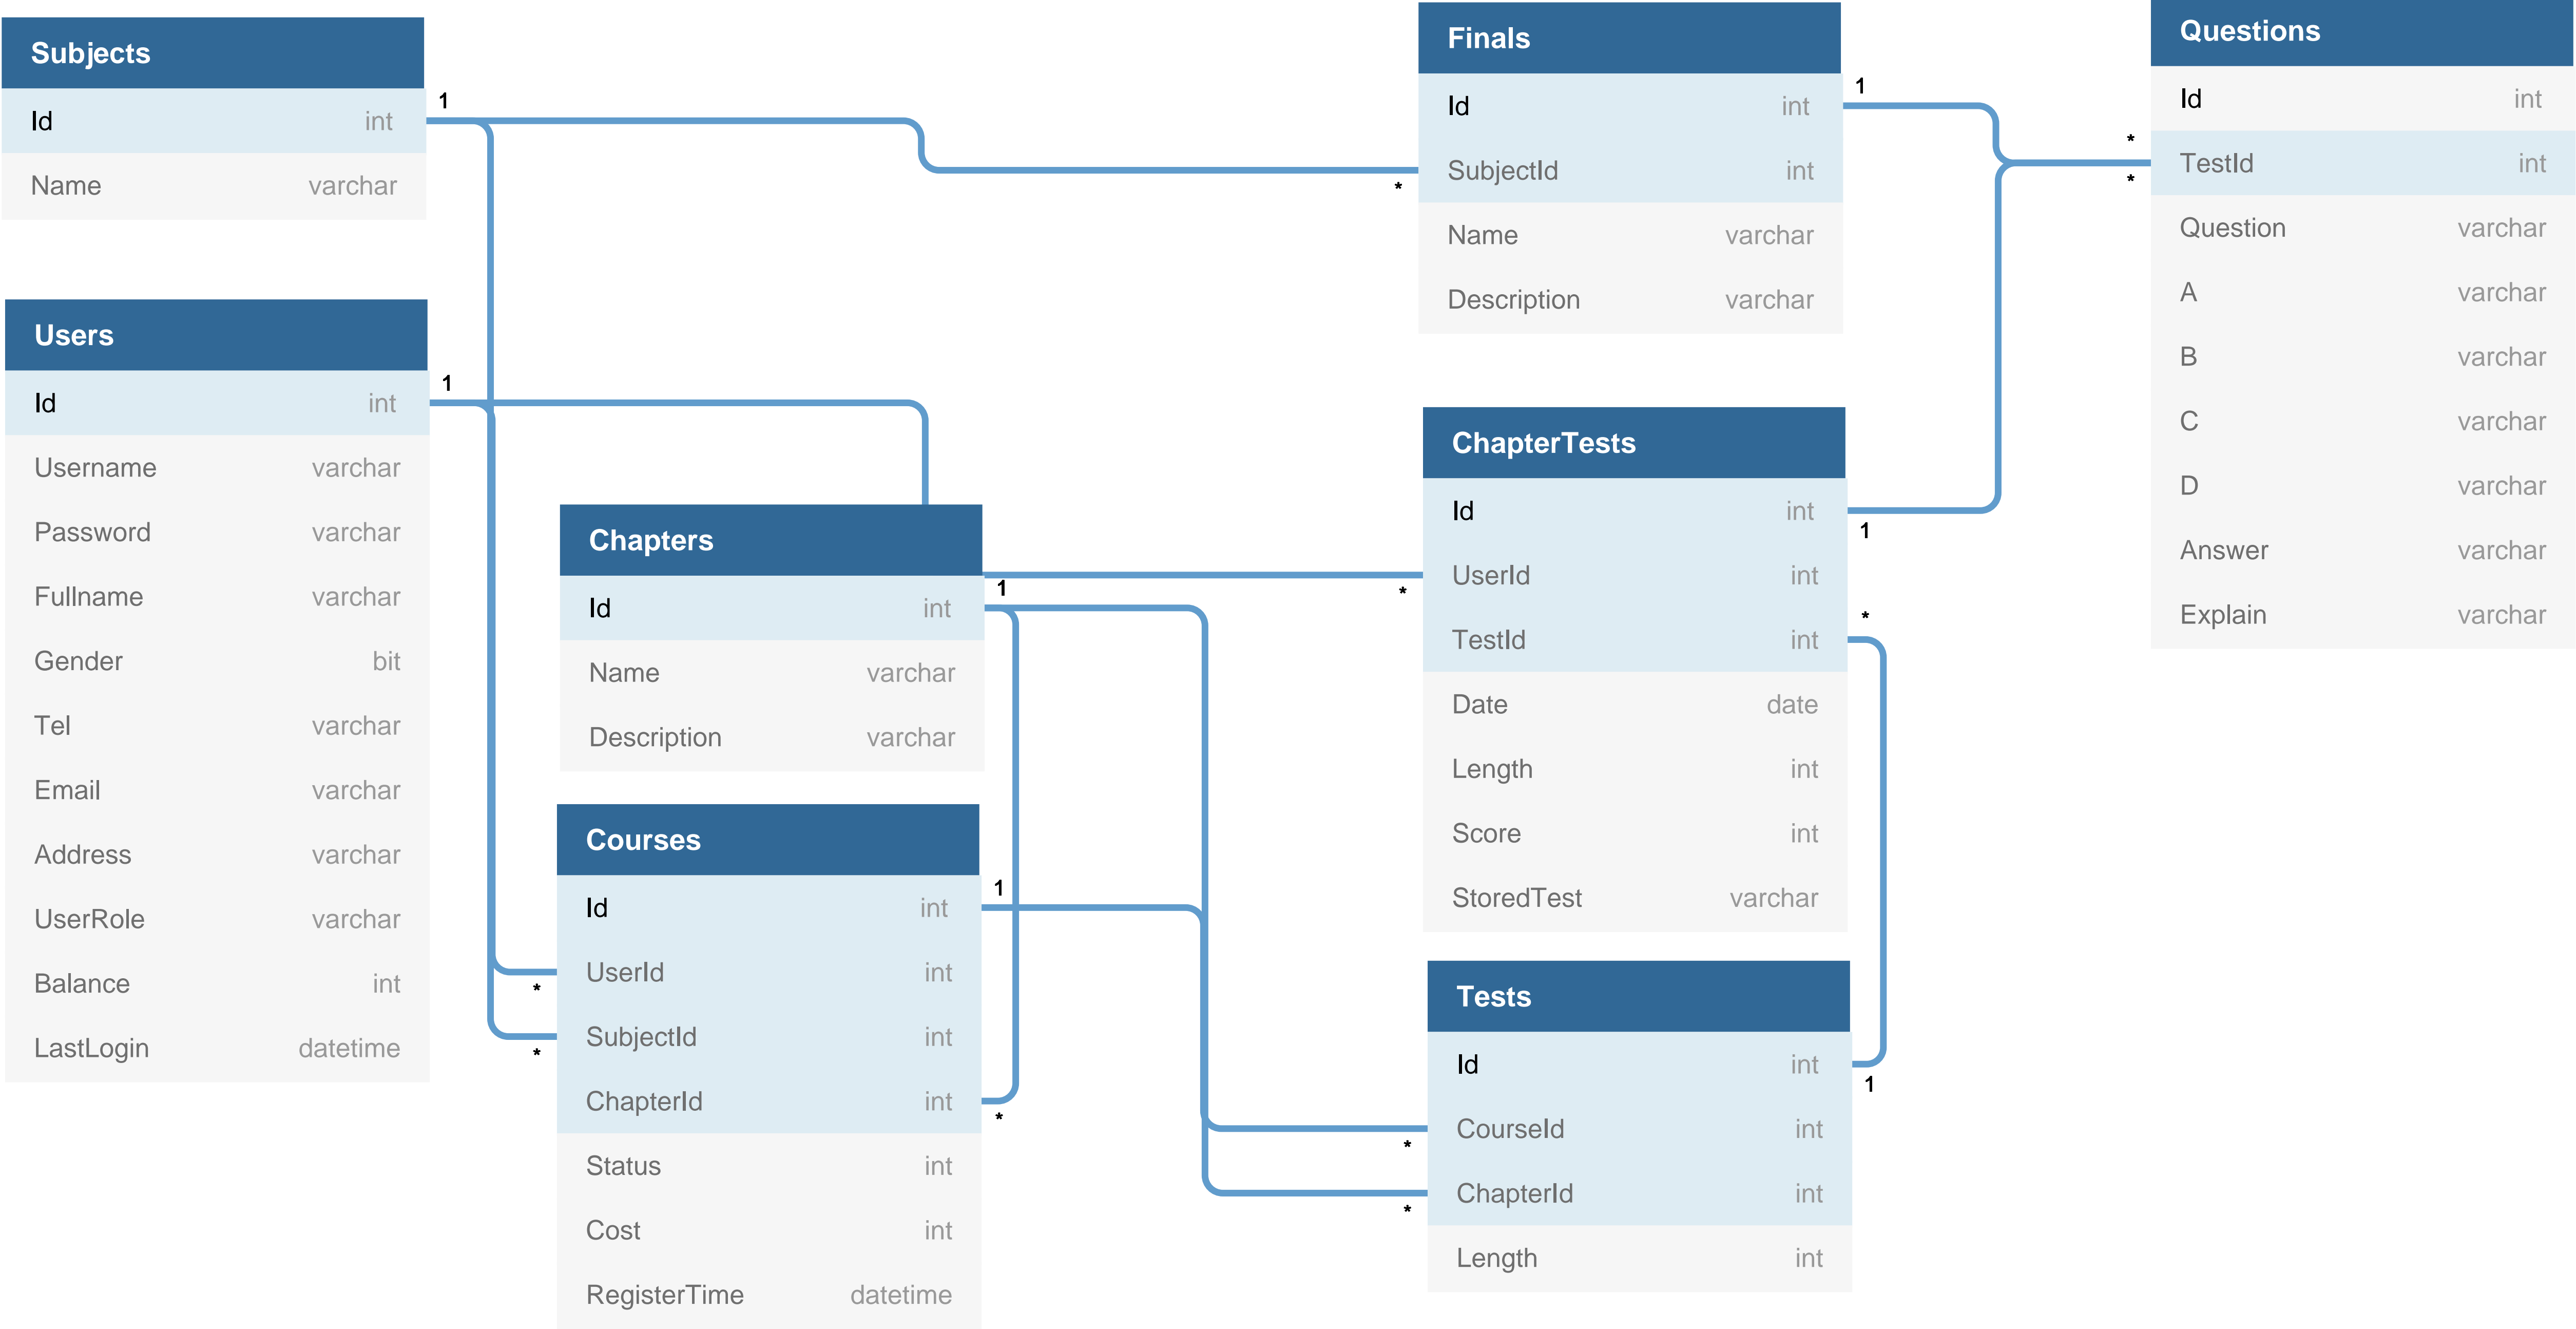 Subjects
Id int
Name varchar
1
*
Users
Id int
Username varchar
Password varchar
Fullname varchar
Gender bit
Tel varchar
Email varchar
Address varchar
UserRole varchar
Balance int
LastLogin datetime
1
Chapters
Id int
Name varchar
Description varchar
1
Courses
Id int
UserId int
SubjectId int
ChapterId int
Status int
Cost int
RegisterTime datetime
1
*
*
*
Finals
Id int
SubjectId int
Name varchar
Description varchar
1
ChapterTests
Id int
UserId int
TestId int
Date date
Length int
Score int
StoredTest varchar
*
1
*
Tests
Id int
CourseId int
ChapterId int
Length int
1
*
*
Questions
Id int
TestId int
Question varchar
A varchar
B varchar
C varchar
D varchar
Answer varchar
Explain varchar
*
*